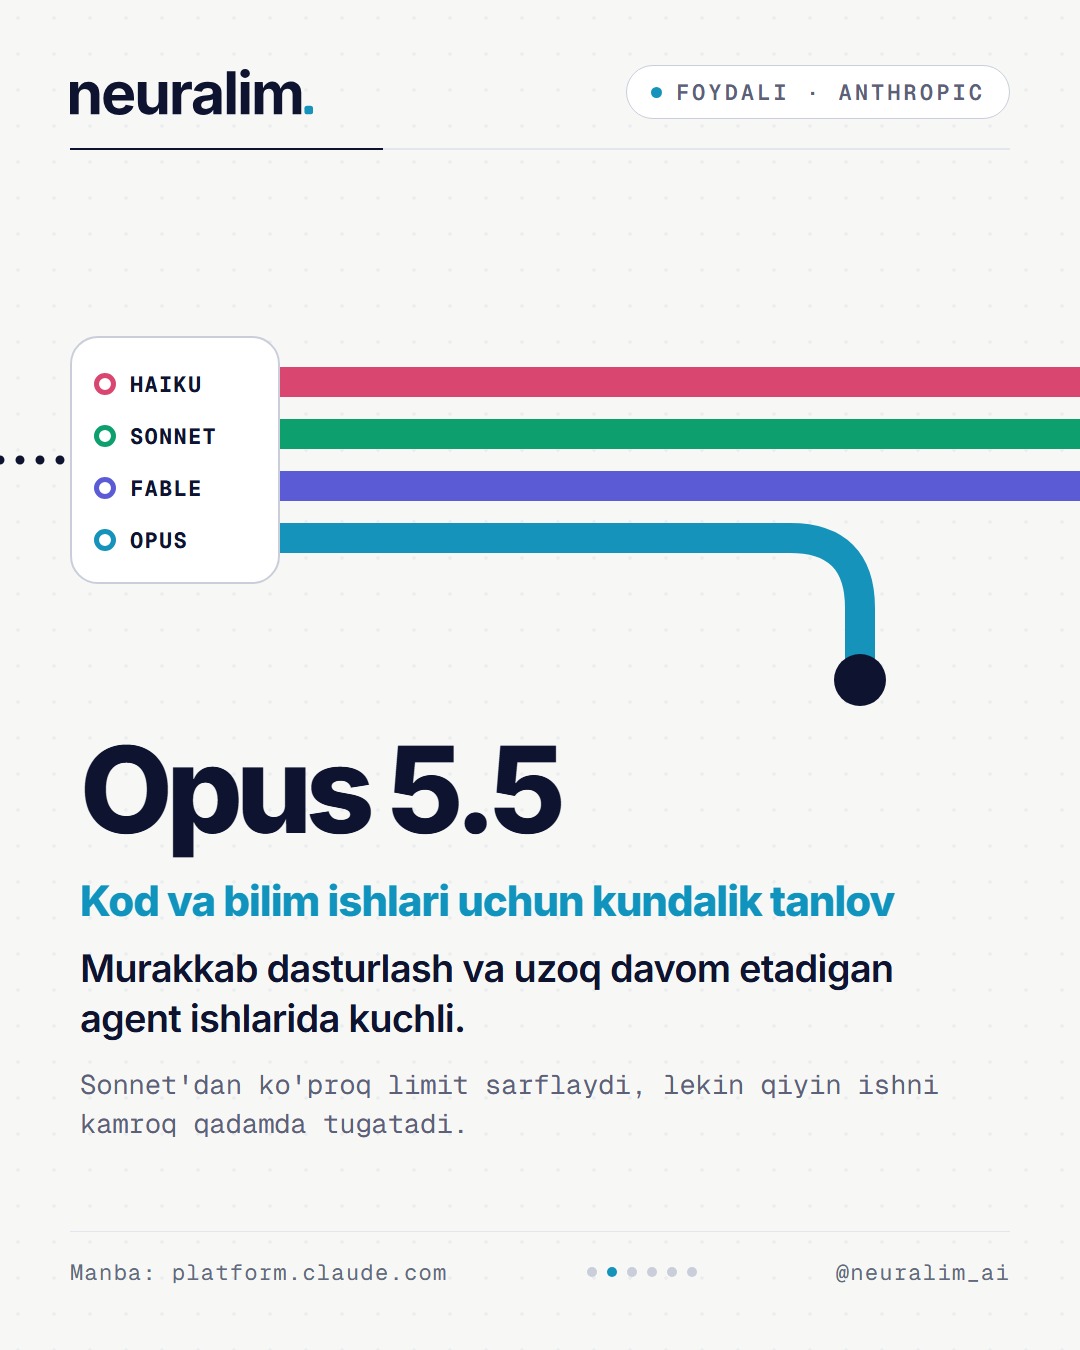 neuralim.
FOYDALI · ANTHROPIC
HAIKU
SONNET
FABLE
OPUS
Opus 5.5
Kod va bilim ishlari uchun kundalik tanlov
Murakkab dasturlash va uzoq davom etadigan
agent ishlarida kuchli.
Sonnet'dan ko'proq limit sarflaydi, lekin qiyin ishni
kamroq qadamda tugatadi.
Manba: platform.claude.com
@neuralim_ai